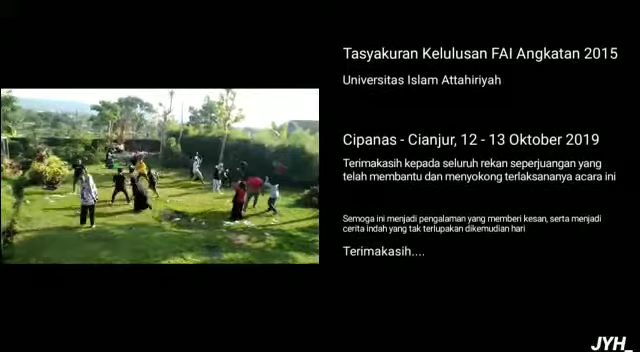 Tasyakuran Kelulusan FAI Angkatan 2015
Universitas Islam Attahiriyah
Cipanas - Cianjur, 12 - 13 Oktober 2019
Terimakasih kepada seluruh rekan seperjuangan yang
telah membantu dan menyokong terlaksananya acara ini
Semoga ini menjadi pengalaman yang memberi kesan, serta menjadi
cerita indah yang tak terlupakan dikemudian hari
Terimakasih....
JYH_